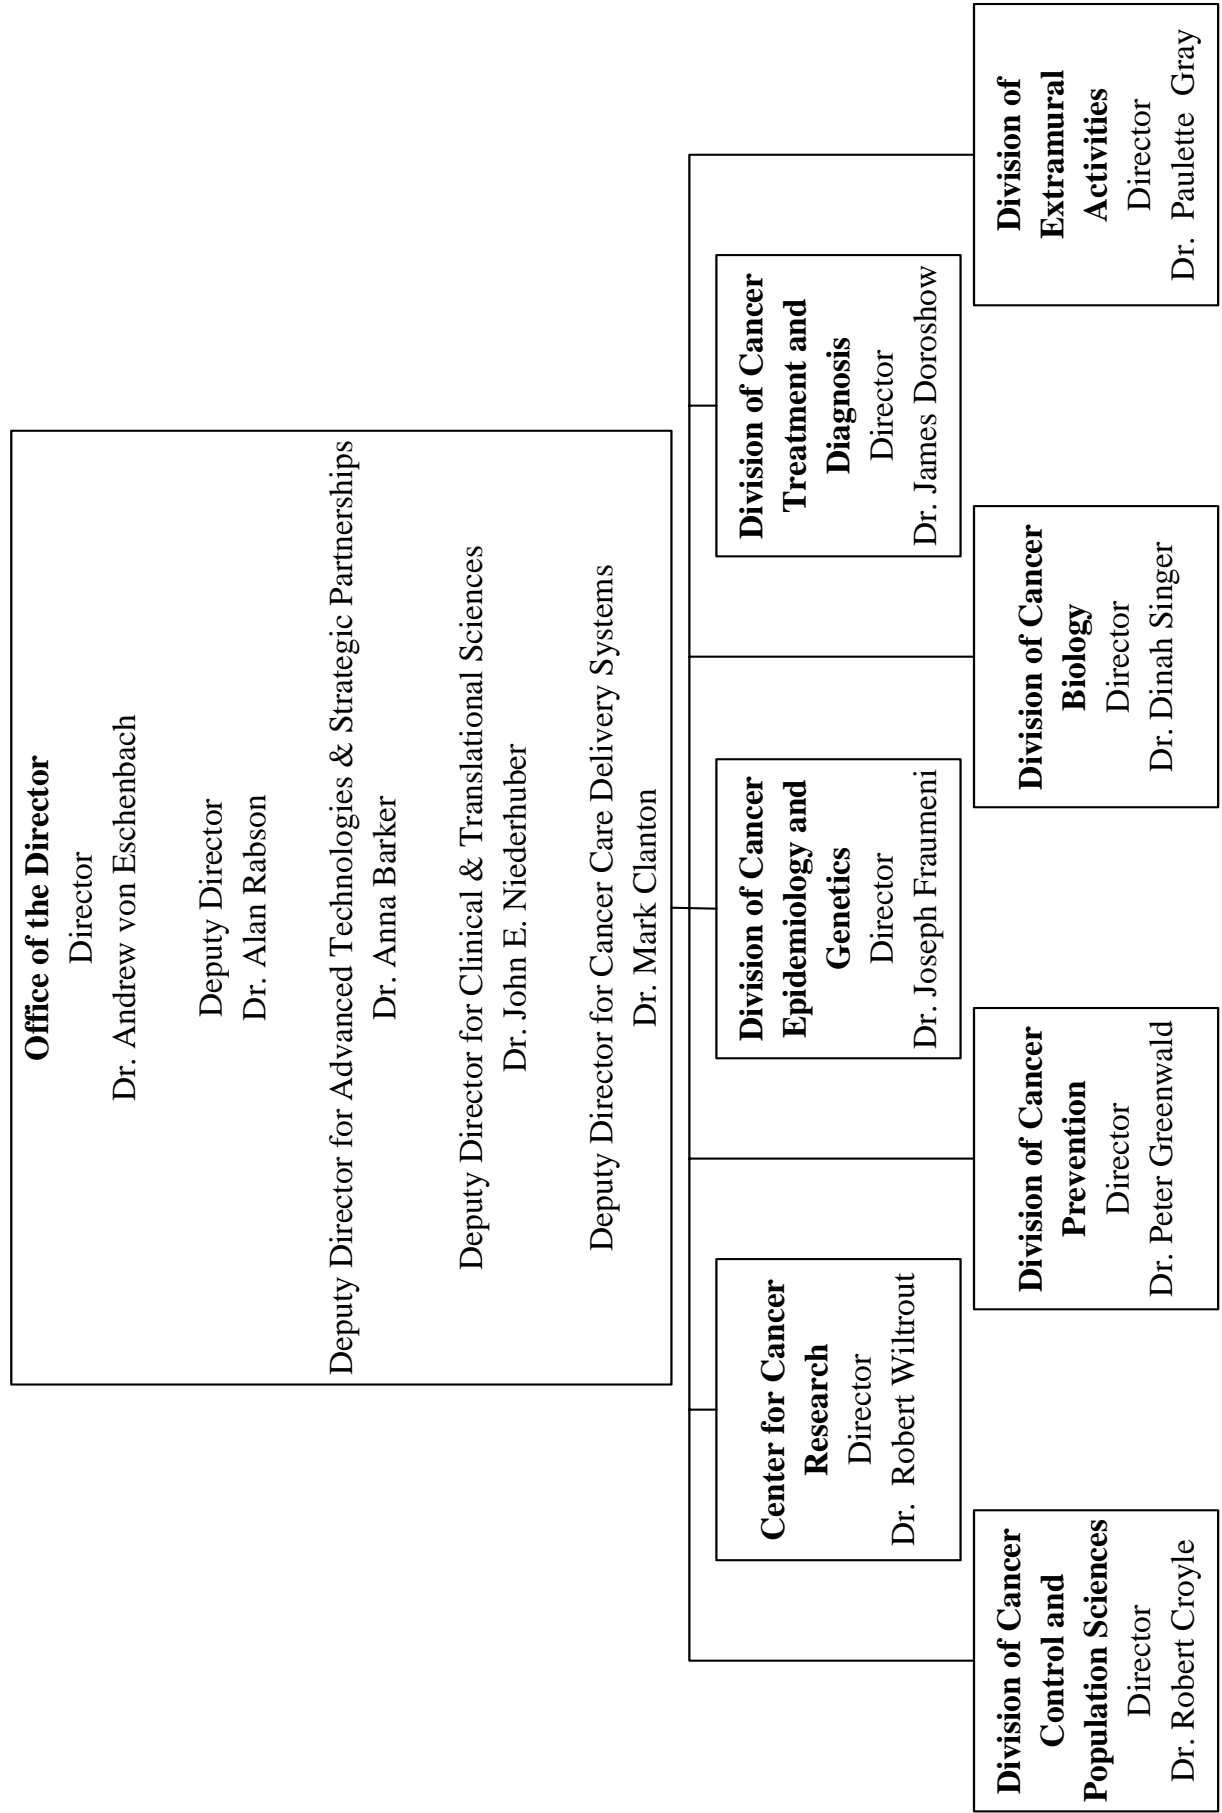 Office of the Director
Director
Dr. Andrew von Eschenbach
Deputy Director
Dr. Alan Rabson
Deputy Director for Advanced Technologies & Strategic Partnerships
Dr. Anna Barker
Deputy Director for Clinical & Translational Sciences
Dr. John E. Niederhuber
Deputy Director for Cancer Care Delivery Systems
Dr. Mark Clanton
Center for Cancer
Research
Director
Dr. Robert Wiltrout
Division of Cancer
Epidemiology and
Genetics
Director
Dr. Joseph Fraumeni
Division of Cancer
Treatment and
Diagnosis
Director
Dr. James Doroshow
Division of Cancer
Control and
Population Sciences
Director
Dr. Robert Croyle
Division of Cancer
Prevention
Director
Dr. Peter Greenwald
Division of Cancer
Biology
Director
Dr. Dinah Singer
Division of
Extramural
Activities
Director
Dr. Paulette Gray